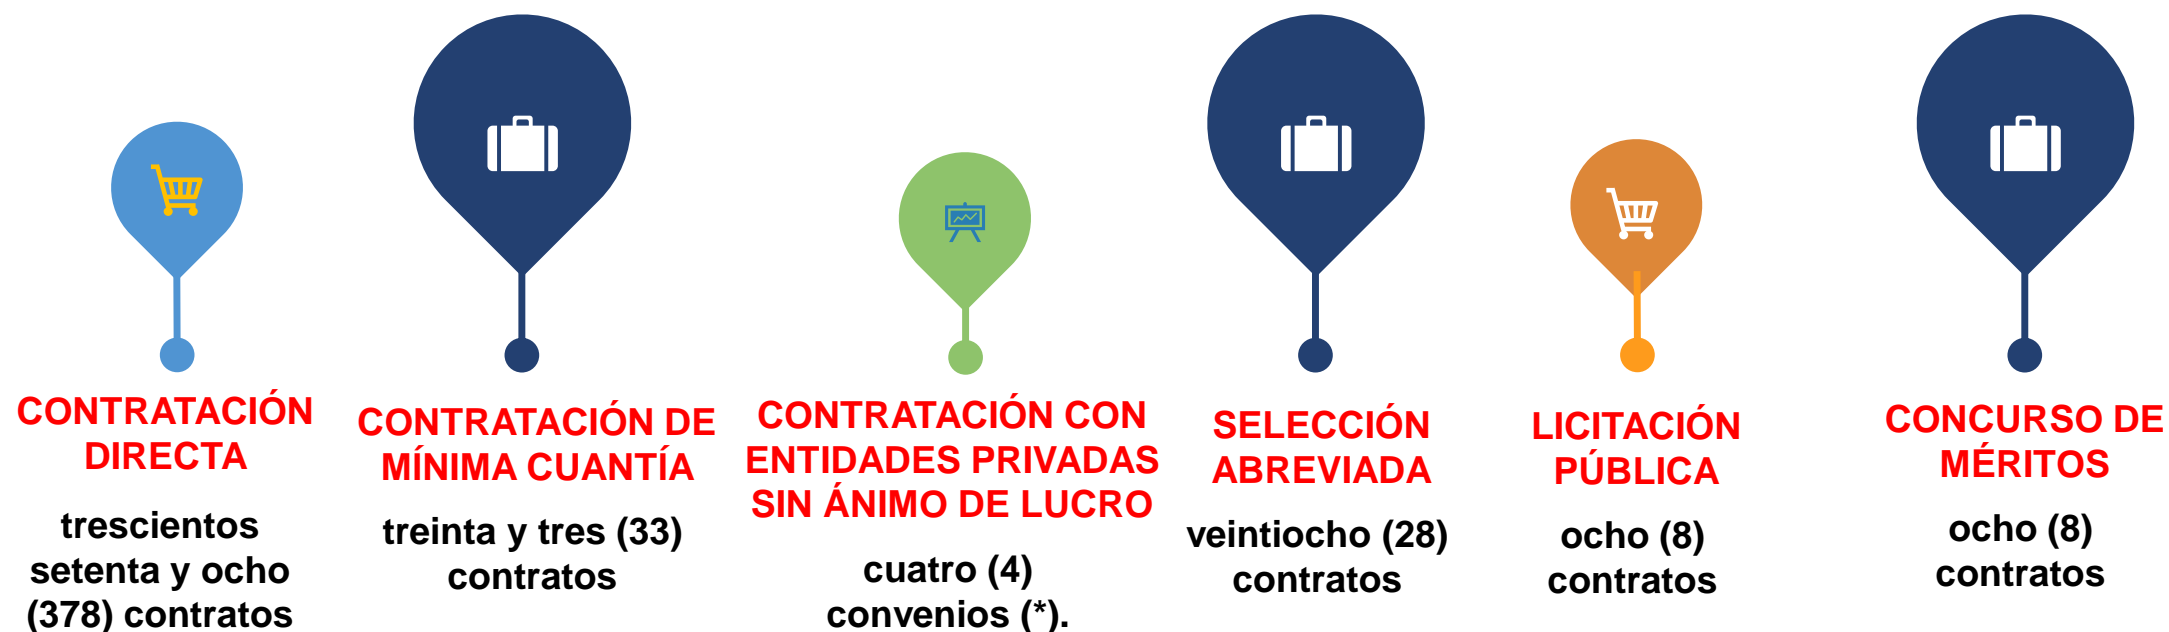 CONTRATACIÓN
DIRECTA
trescientos
setenta y ocho
(378) contratos
CONTRATACIÓN DE
MÍNIMA CUANTÍA
treinta y tres (33)
contratos
CONTRATACIÓN CON
ENTIDADES PRIVADAS
SIN ÁNIMO DE LUCRO
cuatro (4)
convenios (*).
SELECCIÓN
ABREVIADA
veintiocho (28)
contratos
LICITACIÓN
PÚBLICA
ocho (8)
contratos
CONCURSO DE
MÉRITOS
ocho (8)
contratos